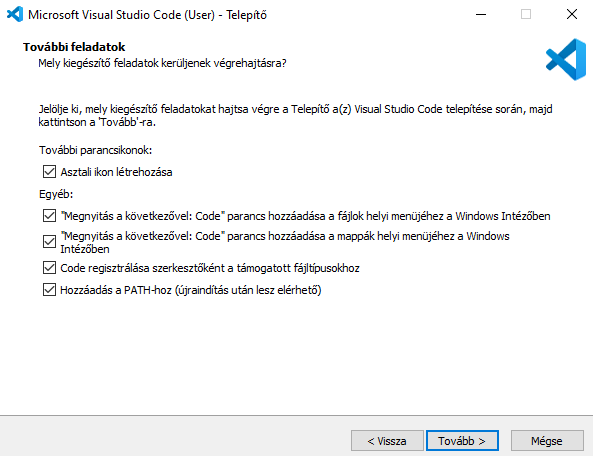 Microsoft Visual Studio Code (User) - Telepítő
További feladatok
Mely kiegészítő feladatok kerüljenek végrehajtásra?
Jelölje ki, mely kiegészítő feladatokat hajtsa végre a Telepítő a(z) Visual Studio Code telepítése során, majd
kattintson a 'Tovább'-ra.
További parancsikonok:
Asztali ikon létrehozása
Egyéb:
"Megnyitás a következővel: Code" parancs hozzáadása a fájlok helyi menüjéhez a Windows Intézőben
"Megnyitás a következővel: Code" parancs hozzáadása a mappák helyi menüjéhez a Windows
Intézőben
Code regisztrálása szerkesztőként a támogatott fájltípusokhoz
Hozzáadás a PATH-hoz (újraindítás után lesz elérhető)
< Vissza
Tovább >
Mégse